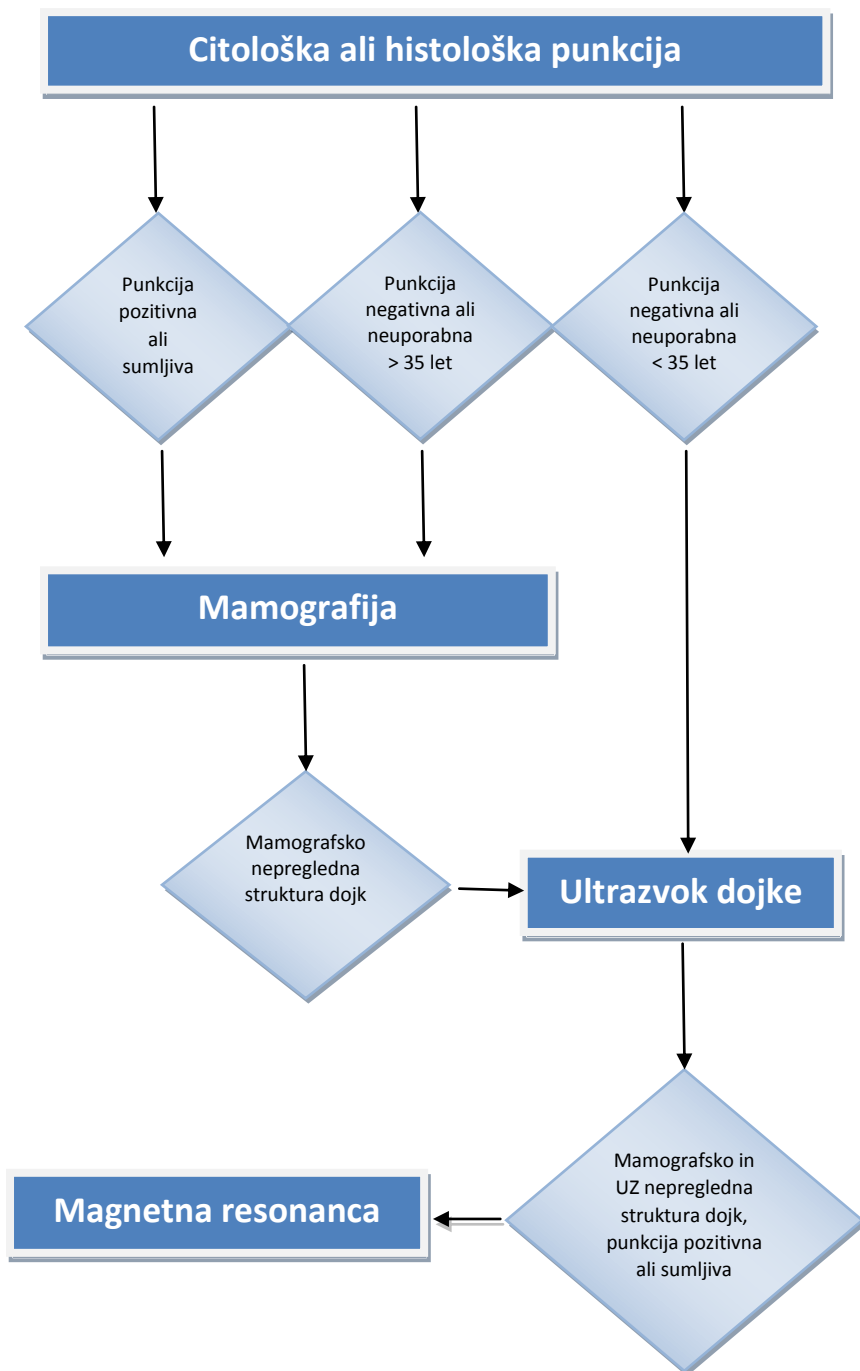 Citološka ali histološka punkcija
Punkcija
pozitivna
ali
sumljiva
Punkcija
negativna ali
neuporabna
> 35 let
Punkcija
negativna ali
neuporabna
< 35 let
Mamografija
Mamografsko
nepregledna
struktura dojk
Ultrazvok dojke
Mamografsko in
UZ nepregledna
struktura dojk,
punkcija pozitivna
ali sumljiva
Magnetna resonanca